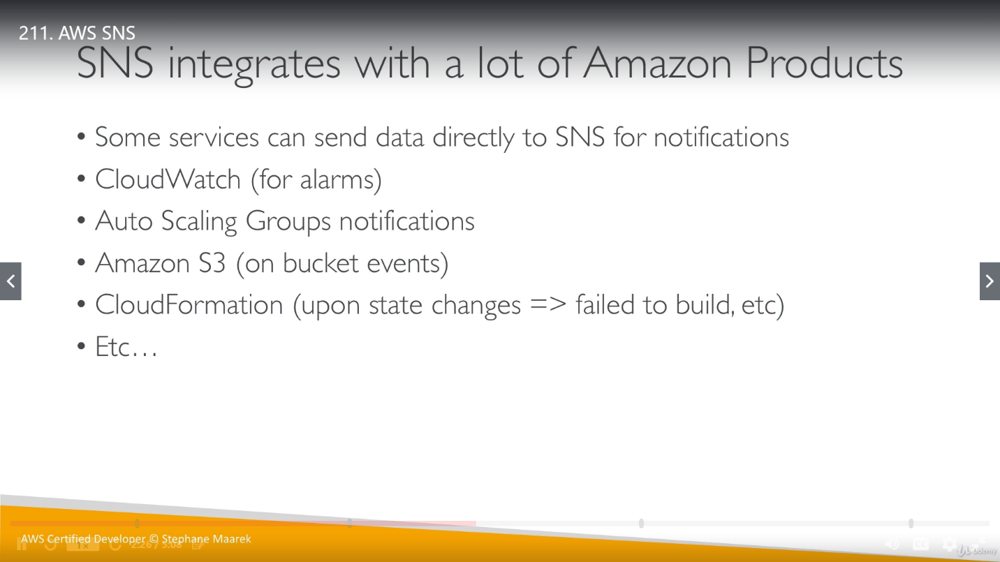 211. AWS SNS
SNS integrates with a lot of Amazon Products
• Some services can send data directly to SNS for notifications
• CloudWatch (for alarms)
• Auto Scaling Groups notifications
• Amazon S3 (on bucket events)
• CloudFormation (upon state changes => failed to build, etc)
• Etc…
AWS Certified Developer © Stephane Maarek
1x
2:26 / 5:08
CC
Udemy